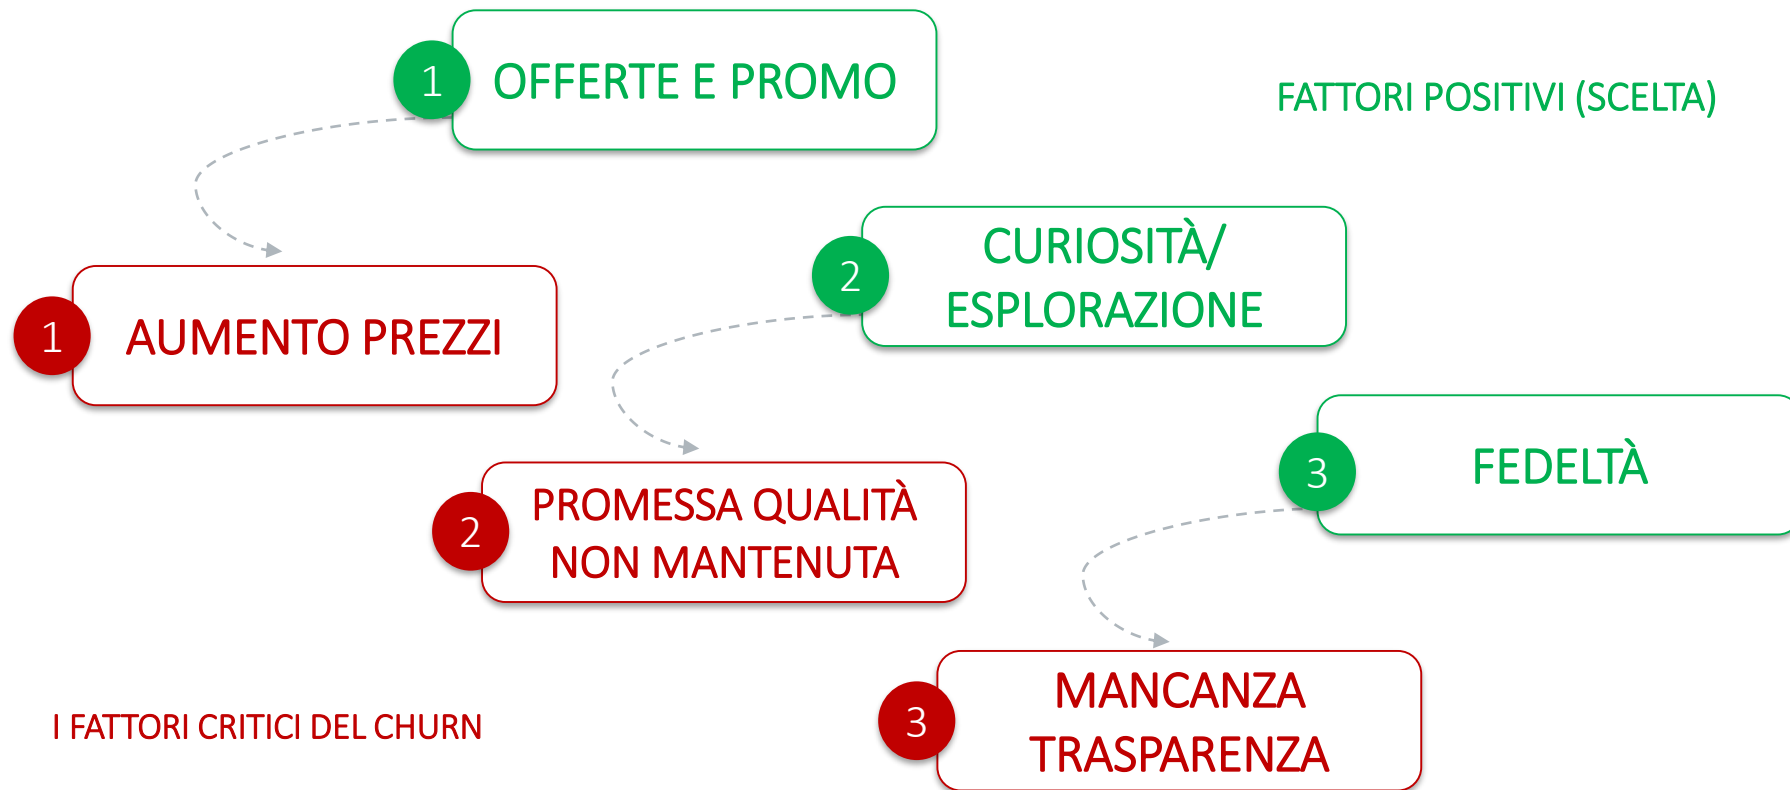 1
OFFERTE E PROMO
FATTORI POSITIVI (SCELTA)
2
CURIOSITÀ/
ESPLORAZIONE
1
AUMENTO PREZZI
3
FEDELTÀ
2
PROMESSA QUALITÀ
NON MANTENUTA
3
MANCANZA
TRASPARENZA
I FATTORI CRITICI DEL CHURN